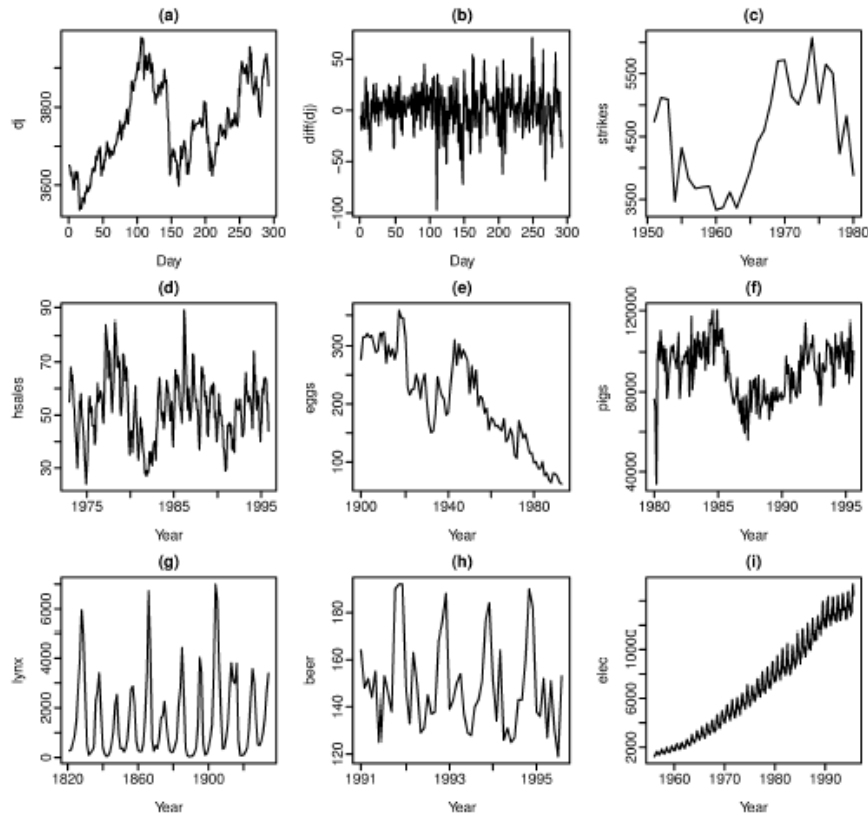 (a)
dj
3600 3800
0 50 100 150 200 250 300
Day
(b)
diff(dj)
−100 −50 0 50
0 50 100 150 200 250 300
Day
(c)
strikes
3500 4500 5500
1950 1960 1970 1980
Year
(d)
hsales
30 50 70 90
1975 1985 1995
Year
(e)
eggs
100 200 300
1900 1940 1980
Year
(f)
pigs
40000 80000 120000
1980 1985 1990 1995
Year
(g)
lynx
0 2000 4000 6000
1820 1860 1900
Year
(h)
beer
120 140 160 180
1991 1993 1995
Year
(i)
elec
2000 6000 10000
1960 1970 1980 1990
Year